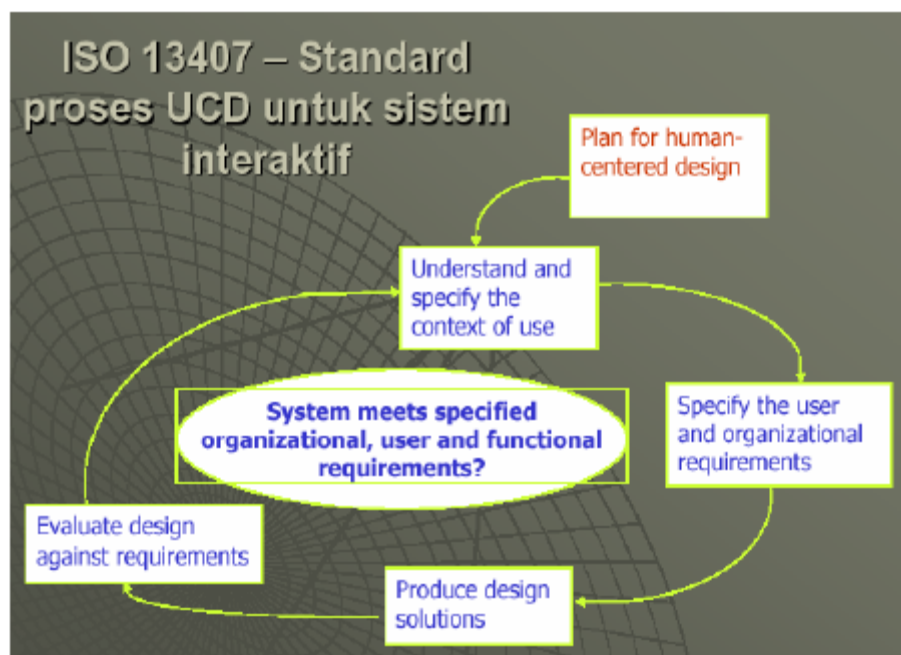 ISO 13407 – Standard
proses UCD untuk sistem
interaktif
Plan for human-
centered design
Understand and
specify the
context of use
Specify the user
and organizational
requirements
Produce design
solutions
Evaluate design
against requirements
System meets specified
organizational, user and functional
requirements?